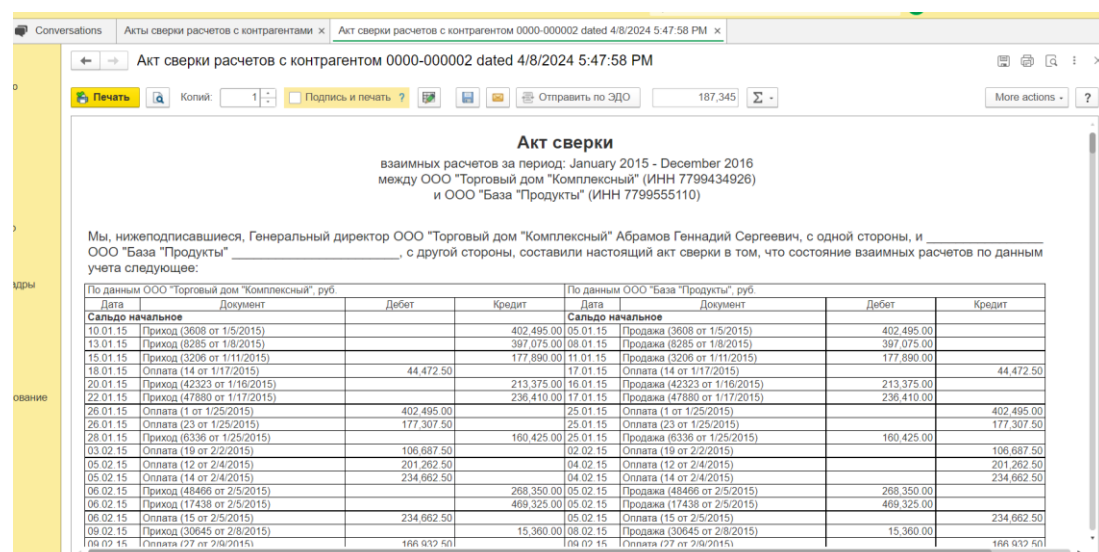 Conversations Акты сверки расчетов с контрагентами × Акт сверки расчетов с контрагентом 0000-000002 dated 4/8/2024 5:47:58 PM ×
Акт сверки расчетов с контрагентом 0000-000002 dated 4/8/2024 5:47:58 PM
Печать Копий: 1 Подпись и печать ? Отправить по ЭДО 187,345 Σ More actions ?
Акт сверки
взаимных расчетов за период: January 2015 - December 2016
между ООО "Торговый дом "Комплексный" (ИНН 7799434926)
и ООО "База "Продукты" (ИНН 7799555110)
Мы, нижеподписавшиеся, Генеральный директор ООО "Торговый дом "Комплексный" Абрамов Геннадий Сергеевич, с одной стороны, и
ООО "База "Продукты" , с другой стороны, составили настоящий акт сверки в том, что состояние взаимных расчетов по данным
учета следующее:
адры
ование
По данным ООО "Торговый дом "Комплексный", руб. По данным ООО "База "Продукты", руб.
Дата Документ Дебет Кредит Дата Документ Дебет Кредит
Сальдо начальное Сальдо начальное
10.01.15 Приход (3608 от 1/5/2015) 402,495.00 05.01.15 Продажа (3608 от 1/5/2015) 402,495.00
13.01.15 Приход (8285 от 1/8/2015) 397,075.00 08.01.15 Продажа (8285 от 1/8/2015) 397,075.00
15.01.15 Приход (3206 от 1/11/2015) 177,890.00 11.01.15 Продажа (3206 от 1/11/2015) 177,890.00
18.01.15 Оплата (14 от 1/17/2015) 44,472.50 17.01.15 Оплата (14 от 1/17/2015) 44,472.50
20.01.15 Приход (42323 от 1/16/2015) 213,375.00 16.01.15 Продажа (42323 от 1/16/2015) 213,375.00
22.01.15 Приход (47880 от 1/17/2015) 236,410.00 17.01.15 Продажа (47880 от 1/17/2015) 236,410.00
26.01.15 Оплата (1 от 1/25/2015) 402,495.00 25.01.15 Оплата (1 от 1/25/2015) 402,495.00
26.01.15 Оплата (23 от 1/25/2015) 177,307.50 25.01.15 Оплата (23 от 1/25/2015) 177,307.50
28.01.15 Приход (6336 от 1/25/2015) 160,425.00 25.01.15 Продажа (6336 от 1/25/2015) 160,425.00
03.02.15 Оплата (19 от 2/2/2015) 106,687.50 02.02.15 Оплата (19 от 2/2/2015) 106,687.50
05.02.15 Оплата (12 от 2/4/2015) 201,262.50 04.02.15 Оплата (12 от 2/4/2015) 201,262.50
05.02.15 Оплата (14 от 2/4/2015) 234,662.50 04.02.15 Оплата (14 от 2/4/2015) 234,662.50
06.02.15 Приход (48466 от 2/5/2015) 268,350.00 05.02.15 Продажа (48466 от 2/5/2015) 268,350.00
06.02.15 Приход (17438 от 2/5/2015) 469,325.00 05.02.15 Продажа (17438 от 2/5/2015) 469,325.00
06.02.15 Оплата (15 от 2/5/2015) 234,662.50 05.02.15 Оплата (15 от 2/5/2015) 234,662.50
09.02.15 Приход (30645 от 2/8/2015) 15,360.00 08.02.15 Продажа (30645 от 2/8/2015) 15,360.00
09.02.15 Оплата (27 от 2/9/2015) 166,932.50 09.02.15 Оплата (27 от 2/9/2015) 166,932.50